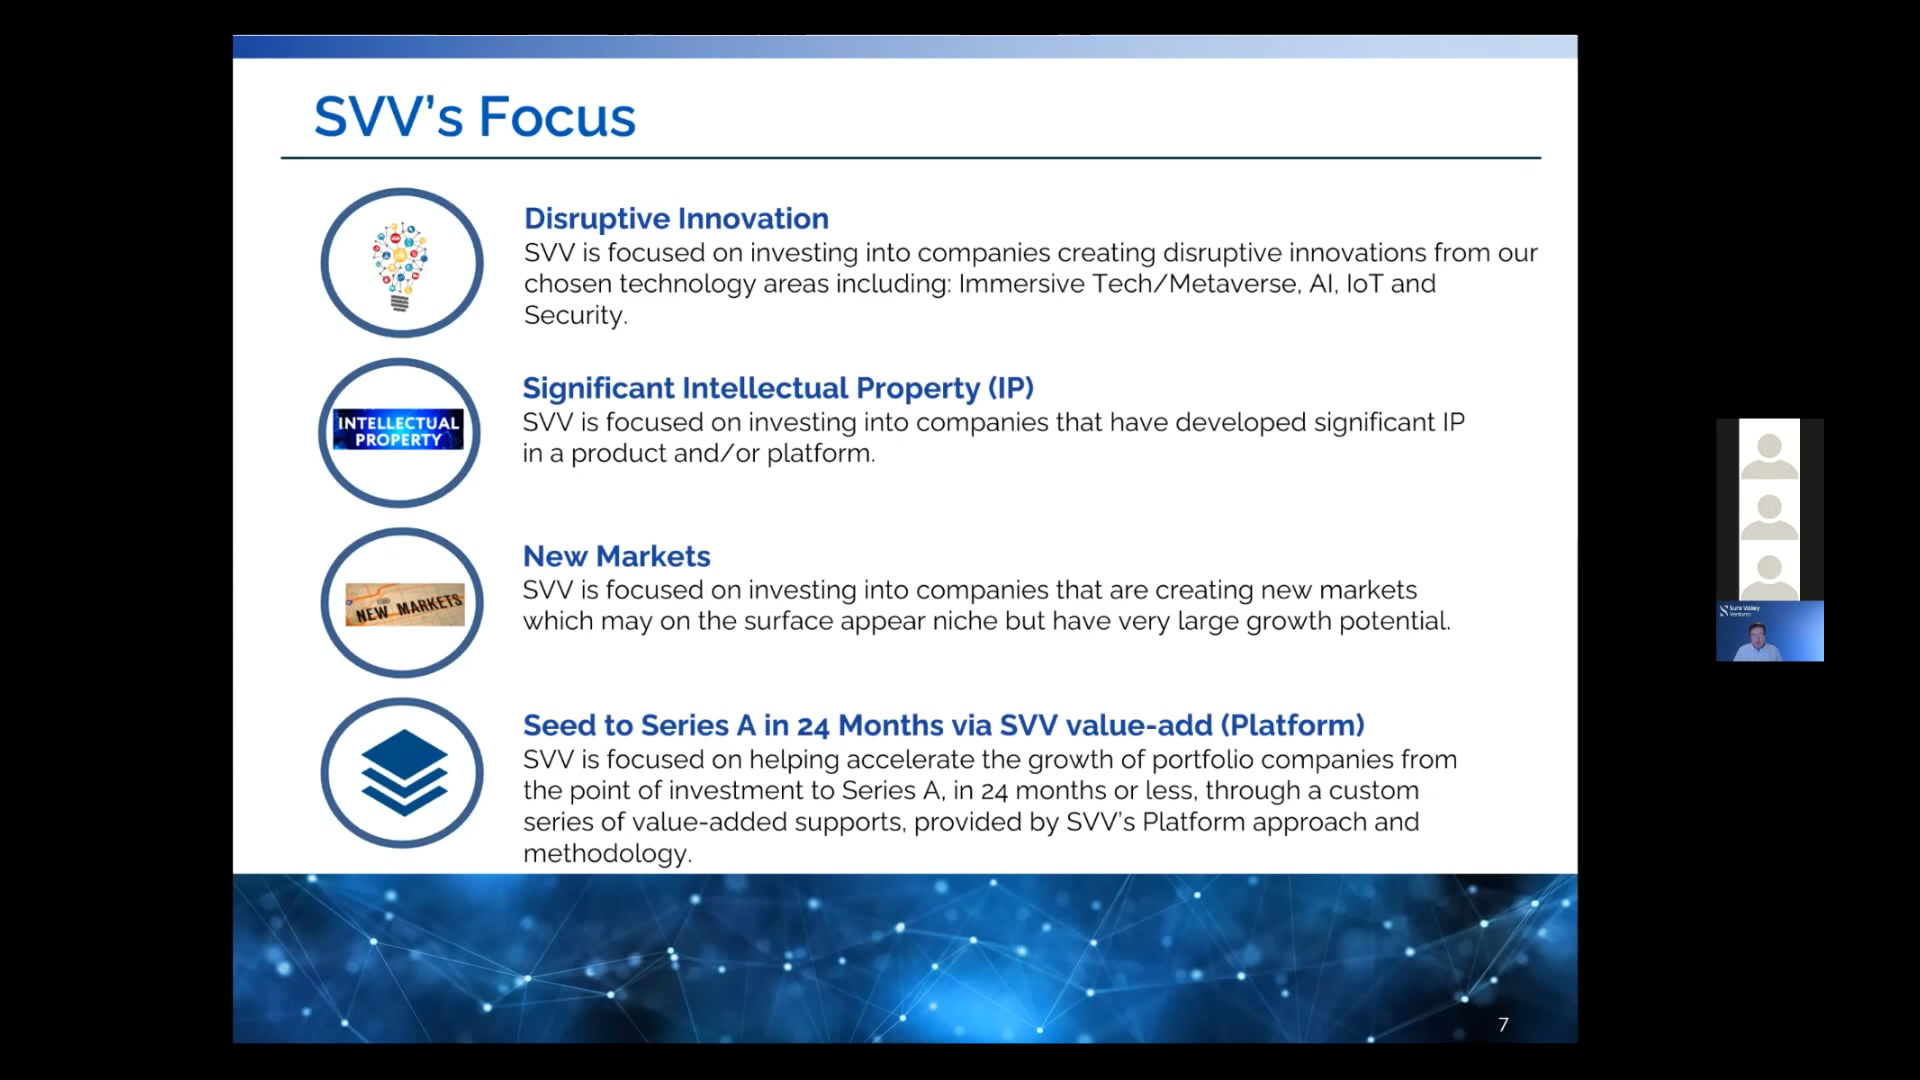 SVV's Focus
Disruptive Innovation
SVV is focused on investing into companies creating disruptive innovations from our
chosen technology areas including: Immersive Tech/Metaverse, AI, IoT and
Security.
INTELLECTUAL
PROPERTY
Significant Intellectual Property (IP)
SVV is focused on investing into companies that have developed significant IP
in a product and/or platform.
NEW MARKETS
New Markets
SVV is focused on investing into companies that are creating new markets
which may on the surface appear niche but have very large growth potential.
Seed to Series A in 24 Months via SVV value-add (Platform)
SVV is focused on helping accelerate the growth of portfolio companies from
the point of investment to Series A, in 24 months or less, through a custom
series of value-added supports, provided by SVV's Platform approach and
methodology.
7
Sure Valley
Ventures